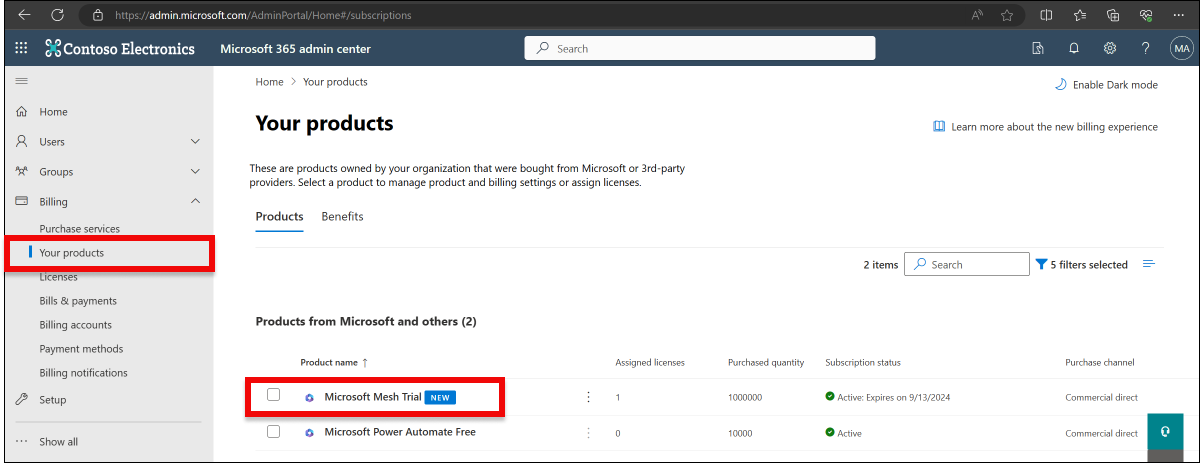 https://admin.microsoft.com/AdminPortal/Home#/subscriptions
Contoso Electronics
Microsoft 365 admin center
Search
MA
Home > Your products
Enable Dark mode
Home
Users
Groups
Billing
Purchase services
Your products
Licenses
Bills & payments
Billing accounts
Payment methods
Billing notifications
Setup
Show all
Your products
Learn more about the new billing experience
These are products owned by your organization that were bought from Microsoft or 3rd-party
providers. Select a product to manage product and billing settings or assign licenses.
Products
Benefits
2 items
Search
5 filters selected
Products from Microsoft and others (2)
Product name ↑
Assigned licenses
Purchased quantity
Subscription status
Purchase channel
Microsoft Mesh Trial NEW
1
1000000
Active: Expires on 9/13/2024
Commercial direct
Microsoft Power Automate Free
0
10000
Active
Commercial direct